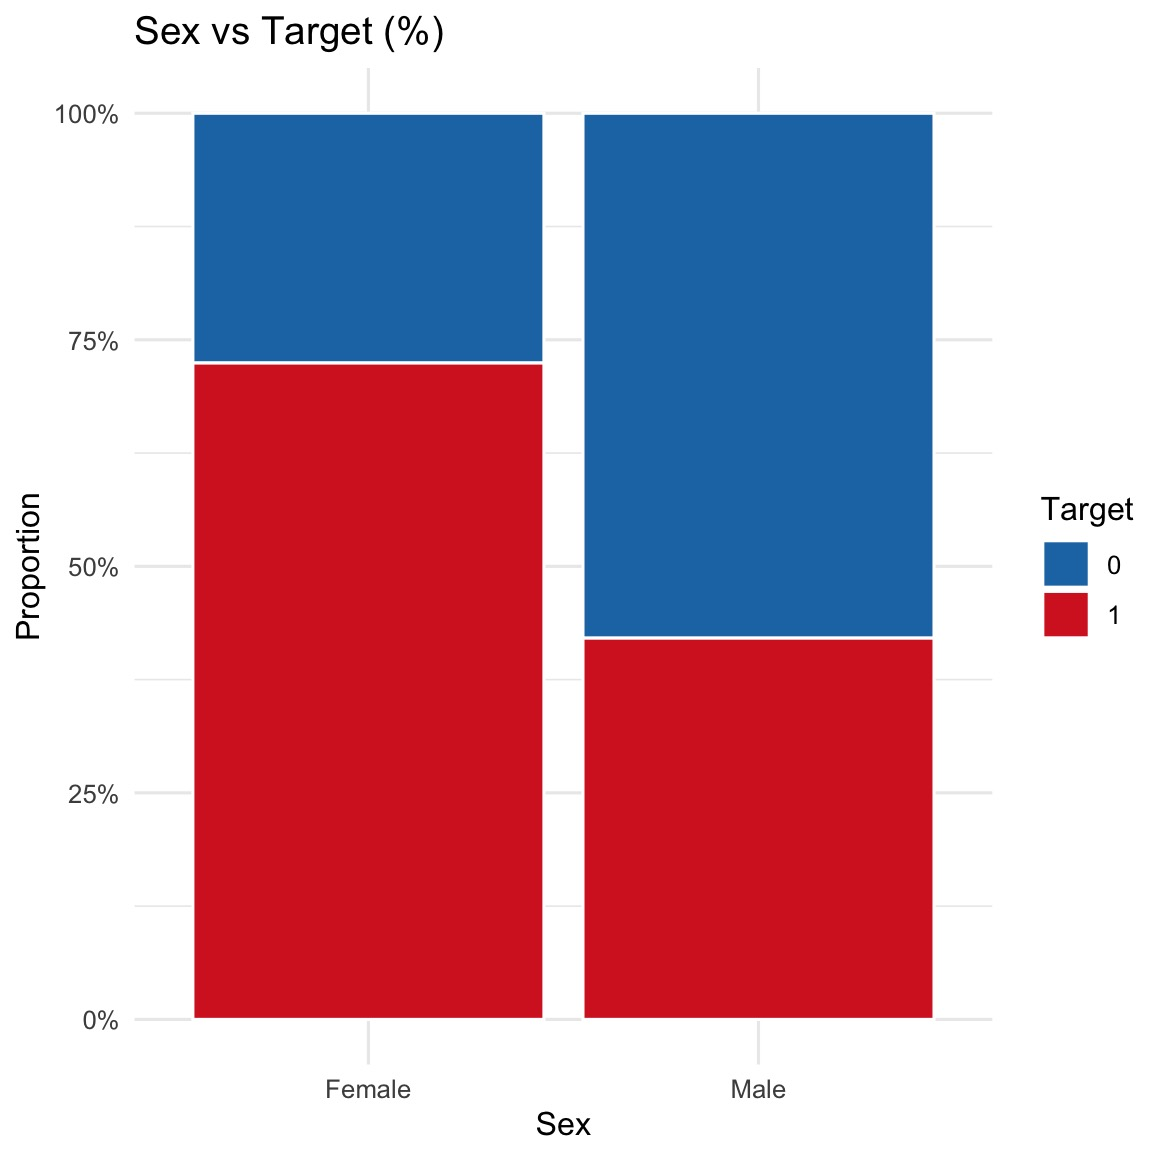 Sex vs Target (%)
100%
75%
50%
25%
0%
Proportion
Female
Male
Sex
Target
0
1